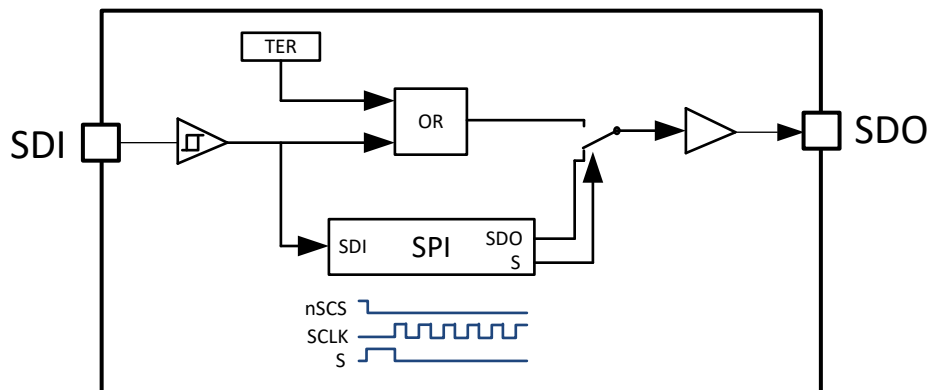 TER
OR
SDI
SDO
SDI
SPI
SDO
S
nSCS
SCLK
S